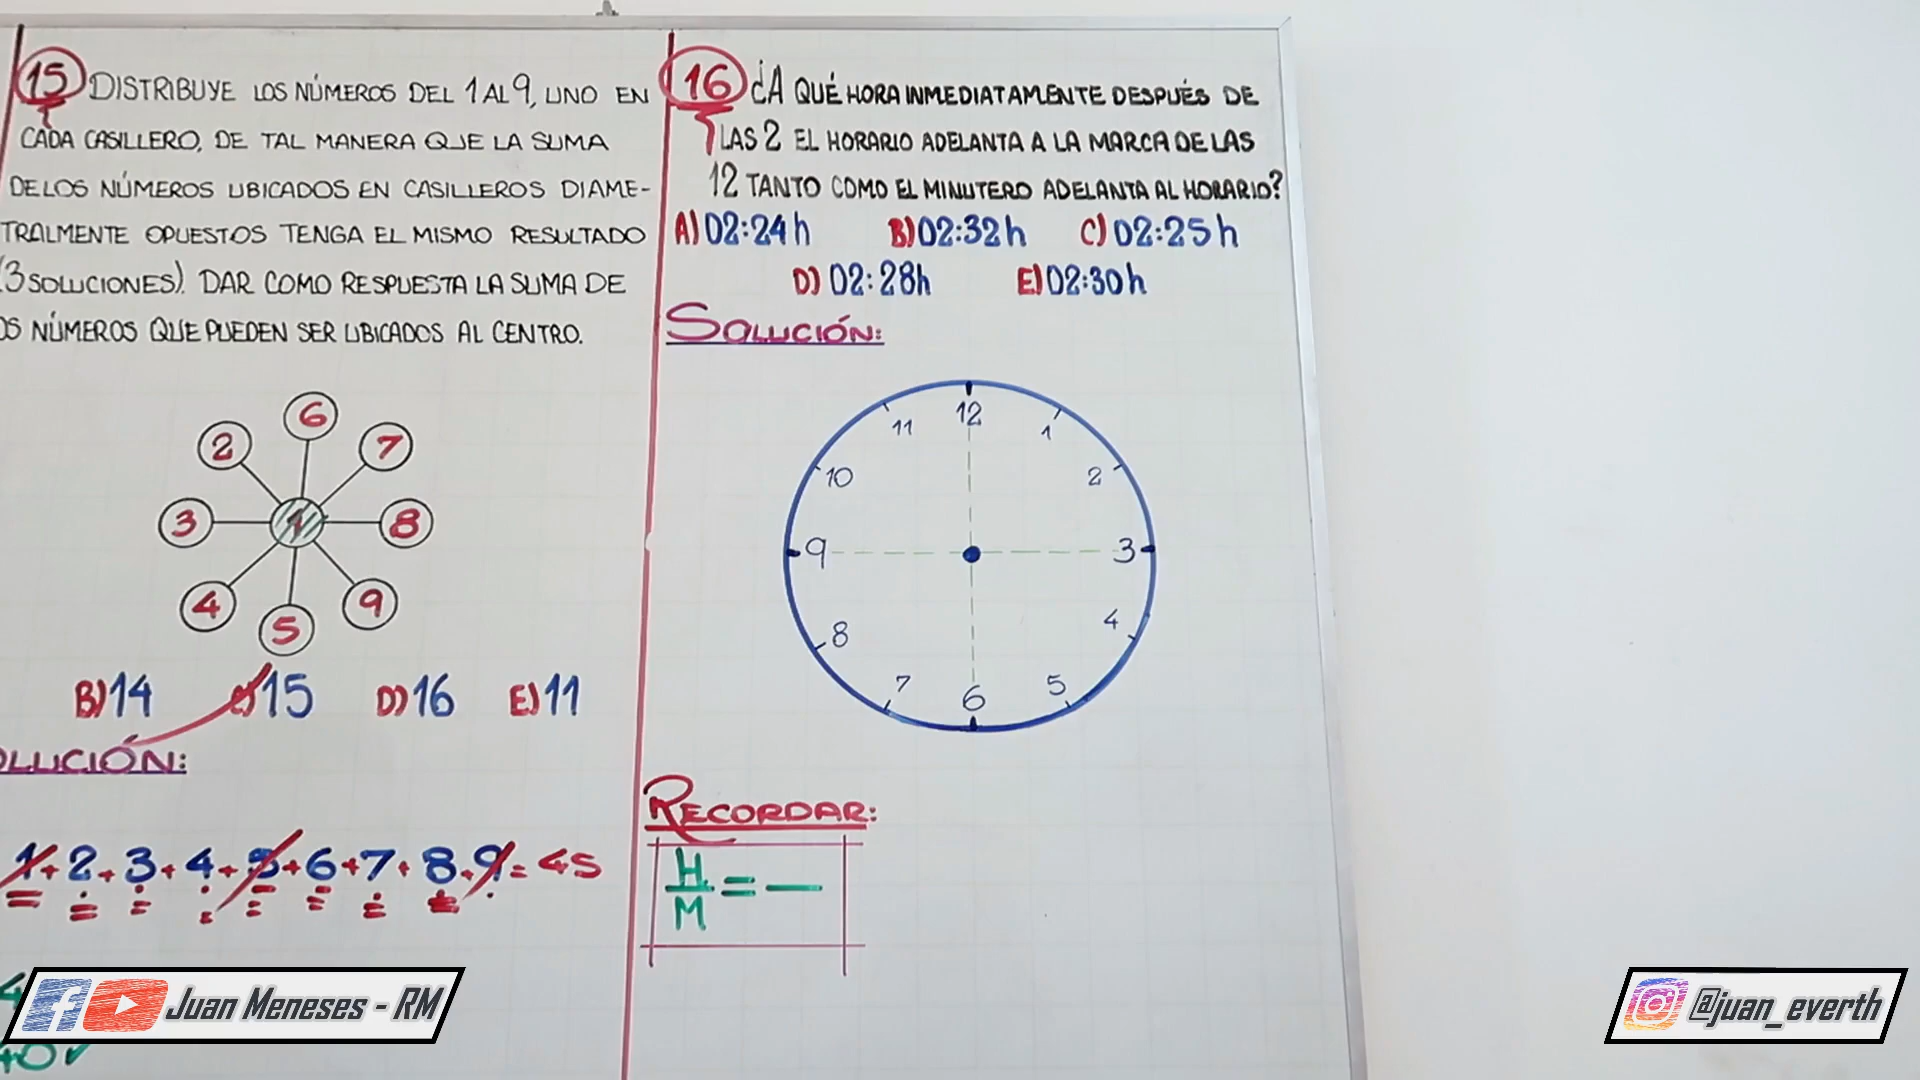 15 DISTRIBUYE LOS NÚMEROS DEL 1 AL 9, UNO EN
CADA CASILLERO, DE TAL MANERA QUE LA SUMA
DE LOS NÚMEROS UBICADOS EN CASILLEROS DIAME-
TRALMENTE OPUESTOS TENGA EL MISMO RESULTADO
(3 SOLUCIONES). DAR COMO RESPUESTA LA SUMA DE
OS NÚMEROS QUE PUEDEN SER UBICADOS AL CENTRO.
6
2 7
3 1 8
4 9
5
B) 14 C) 15 D) 16 E) 11
OLUCIÓN:
1 + 2 + 3 + 4 + 5 + 6 + 7 + 8 + 9 = 45
16 ¿A QUÉ HORA INMEDIATAMENTE DESPUÉS DE
LAS 2 EL HORARIO ADELANTA A LA MARCA DE LAS
12 TANTO COMO EL MINUTERO ADELANTA AL HORARIO?
A) 02:24h B) 02:32h C) 02:25h
D) 02:28h E) 02:30h
SOLUCIÓN:
12
11 1
10 2
9 3
8 4
7 5
6
RECORDAR:
H/M = —
Juan Meneses - RM
@juan_everth